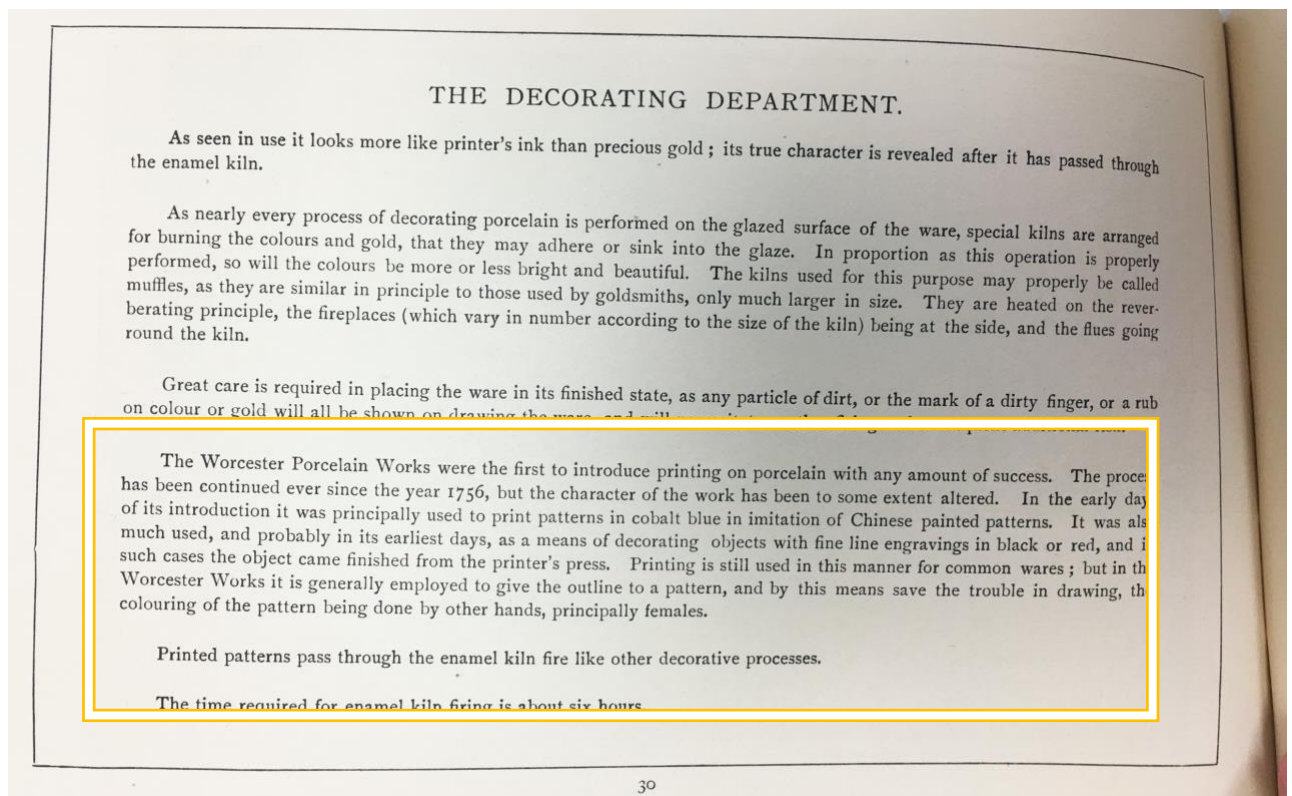 THE DECORATING DEPARTMENT.
As seen in use it looks more like printer's ink than precious gold ; its true character is revealed after it has passed through
the enamel kiln.
As nearly every process of decorating porcelain is performed on the glazed surface of the ware, special kilns are arranged
for burning the colours and gold, that they may adhere or sink into the glaze. In proportion as this operation is properly
performed, so will the colours be more or less bright and beautiful. The kilns used for this purpose may properly be called
muffles, as they are similar in principle to those used by goldsmiths, only much larger in size. They are heated on the rever-
berating principle, the fireplaces (which vary in number according to the size of the kiln) being at the side, and the flues going
round the kiln.
Great care is required in placing the ware in its finished state, as any particle of dirt, or the mark of a dirty finger, or a rub
on colour or gold will all be shown on drawing the ware, and will
The Worcester Porcelain Works were the first to introduce printing on porcelain with any amount of success. The proce
has been continued ever since the year 1756, but the character of the work has been to some extent altered. In the early day
of its introduction it was principally used to print patterns in cobalt blue in imitation of Chinese painted patterns. It was als
much used, and probably in its earliest days, as a means of decorating objects with fine line engravings in black or red, and i
such cases the object came finished from the printer's press. Printing is still used in this manner for common wares ; but in th
Worcester Works it is generally employed to give the outline to a pattern, and by this means save the trouble in drawing, th
colouring of the pattern being done by other hands, principally females.
Printed patterns pass through the enamel kiln fire like other decorative processes.
The time required for enamel kiln firing is about six hours
30